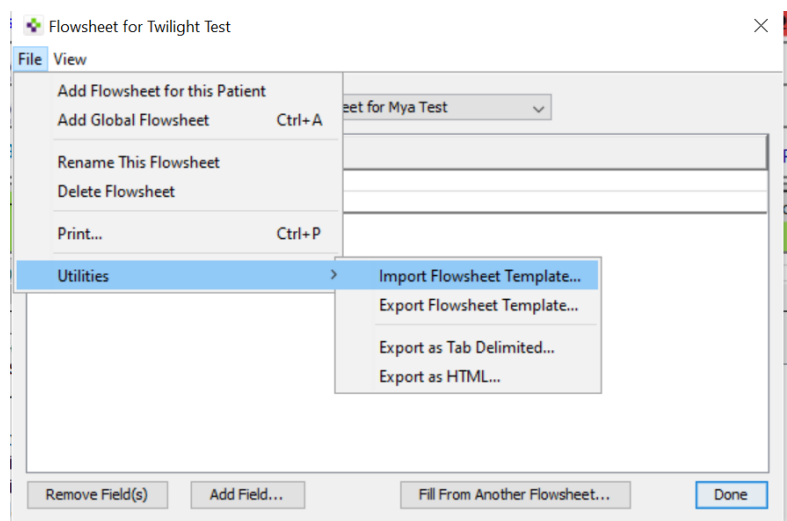 Flowsheet for Twilight Test
File View
Add Flowsheet for this Patient
Add Global Flowsheet Ctrl+A
eet for Mya Test
Rename This Flowsheet
Delete Flowsheet
Print... Ctrl+P
Utilities
Import Flowsheet Template...
Export Flowsheet Template...
Export as Tab Delimited...
Export as HTML...
Remove Field(s) Add Field... Fill From Another Flowsheet... Done